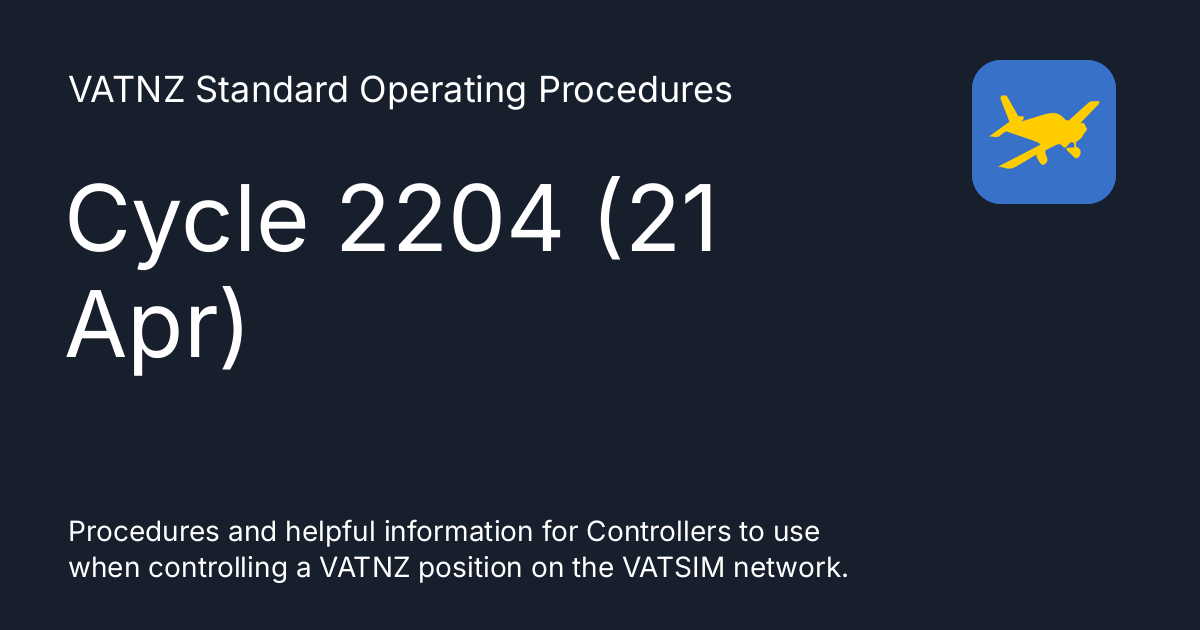 VATNZ Standard Operating Procedures
Cycle 2204 (21
Apr)
Procedures and helpful information for Controllers to use
when controlling a VATNZ position on the VATSIM network.